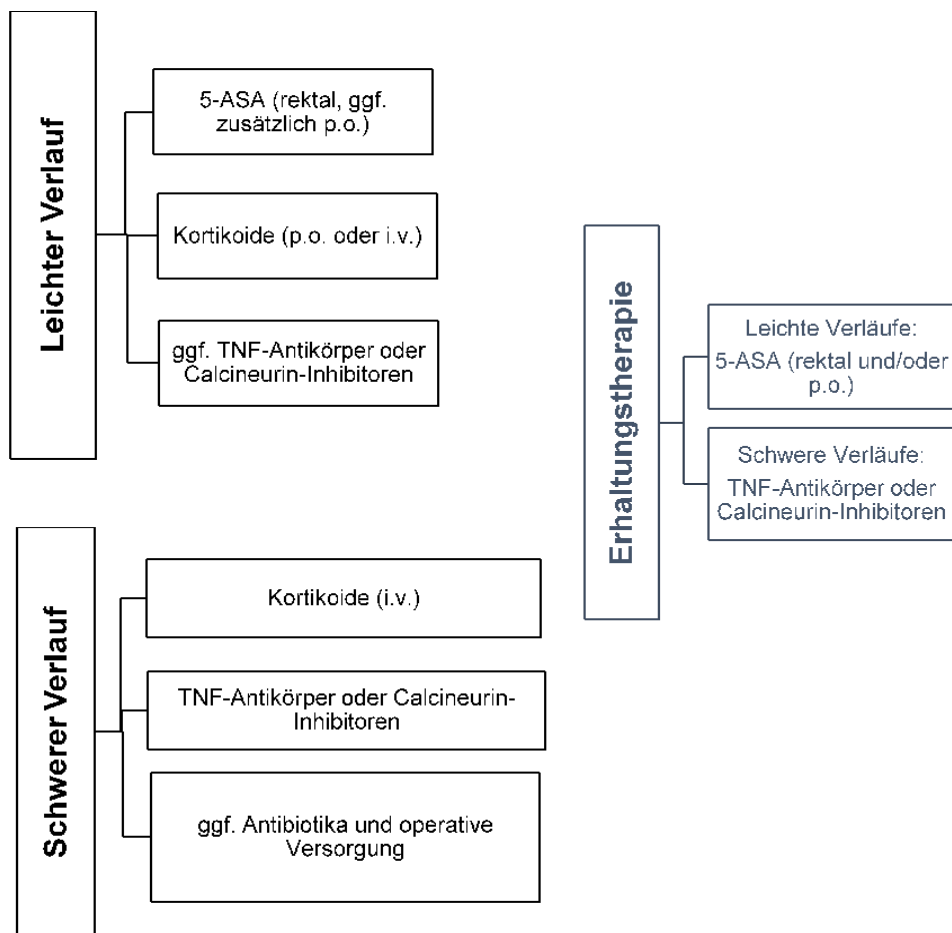 Leichter Verlauf
5-ASA (rektal, ggf.
zusätzlich p.o.)
Kortikoide (p.o. oder i.v.)
ggf. TNF-Antikörper oder
Calcineurin-Inhibitoren
Schwerer Verlauf
Kortikoide (i.v.)
TNF-Antikörper oder Calcineurin-
Inhibitoren
ggf. Antibiotika und operative
Versorgung
Erhaltungstherapie
Leichte Verläufe:
5-ASA (rektal und/oder
p.o.)
Schwere Verläufe:
TNF-Antikörper oder
Calcineurin-Inhibitoren